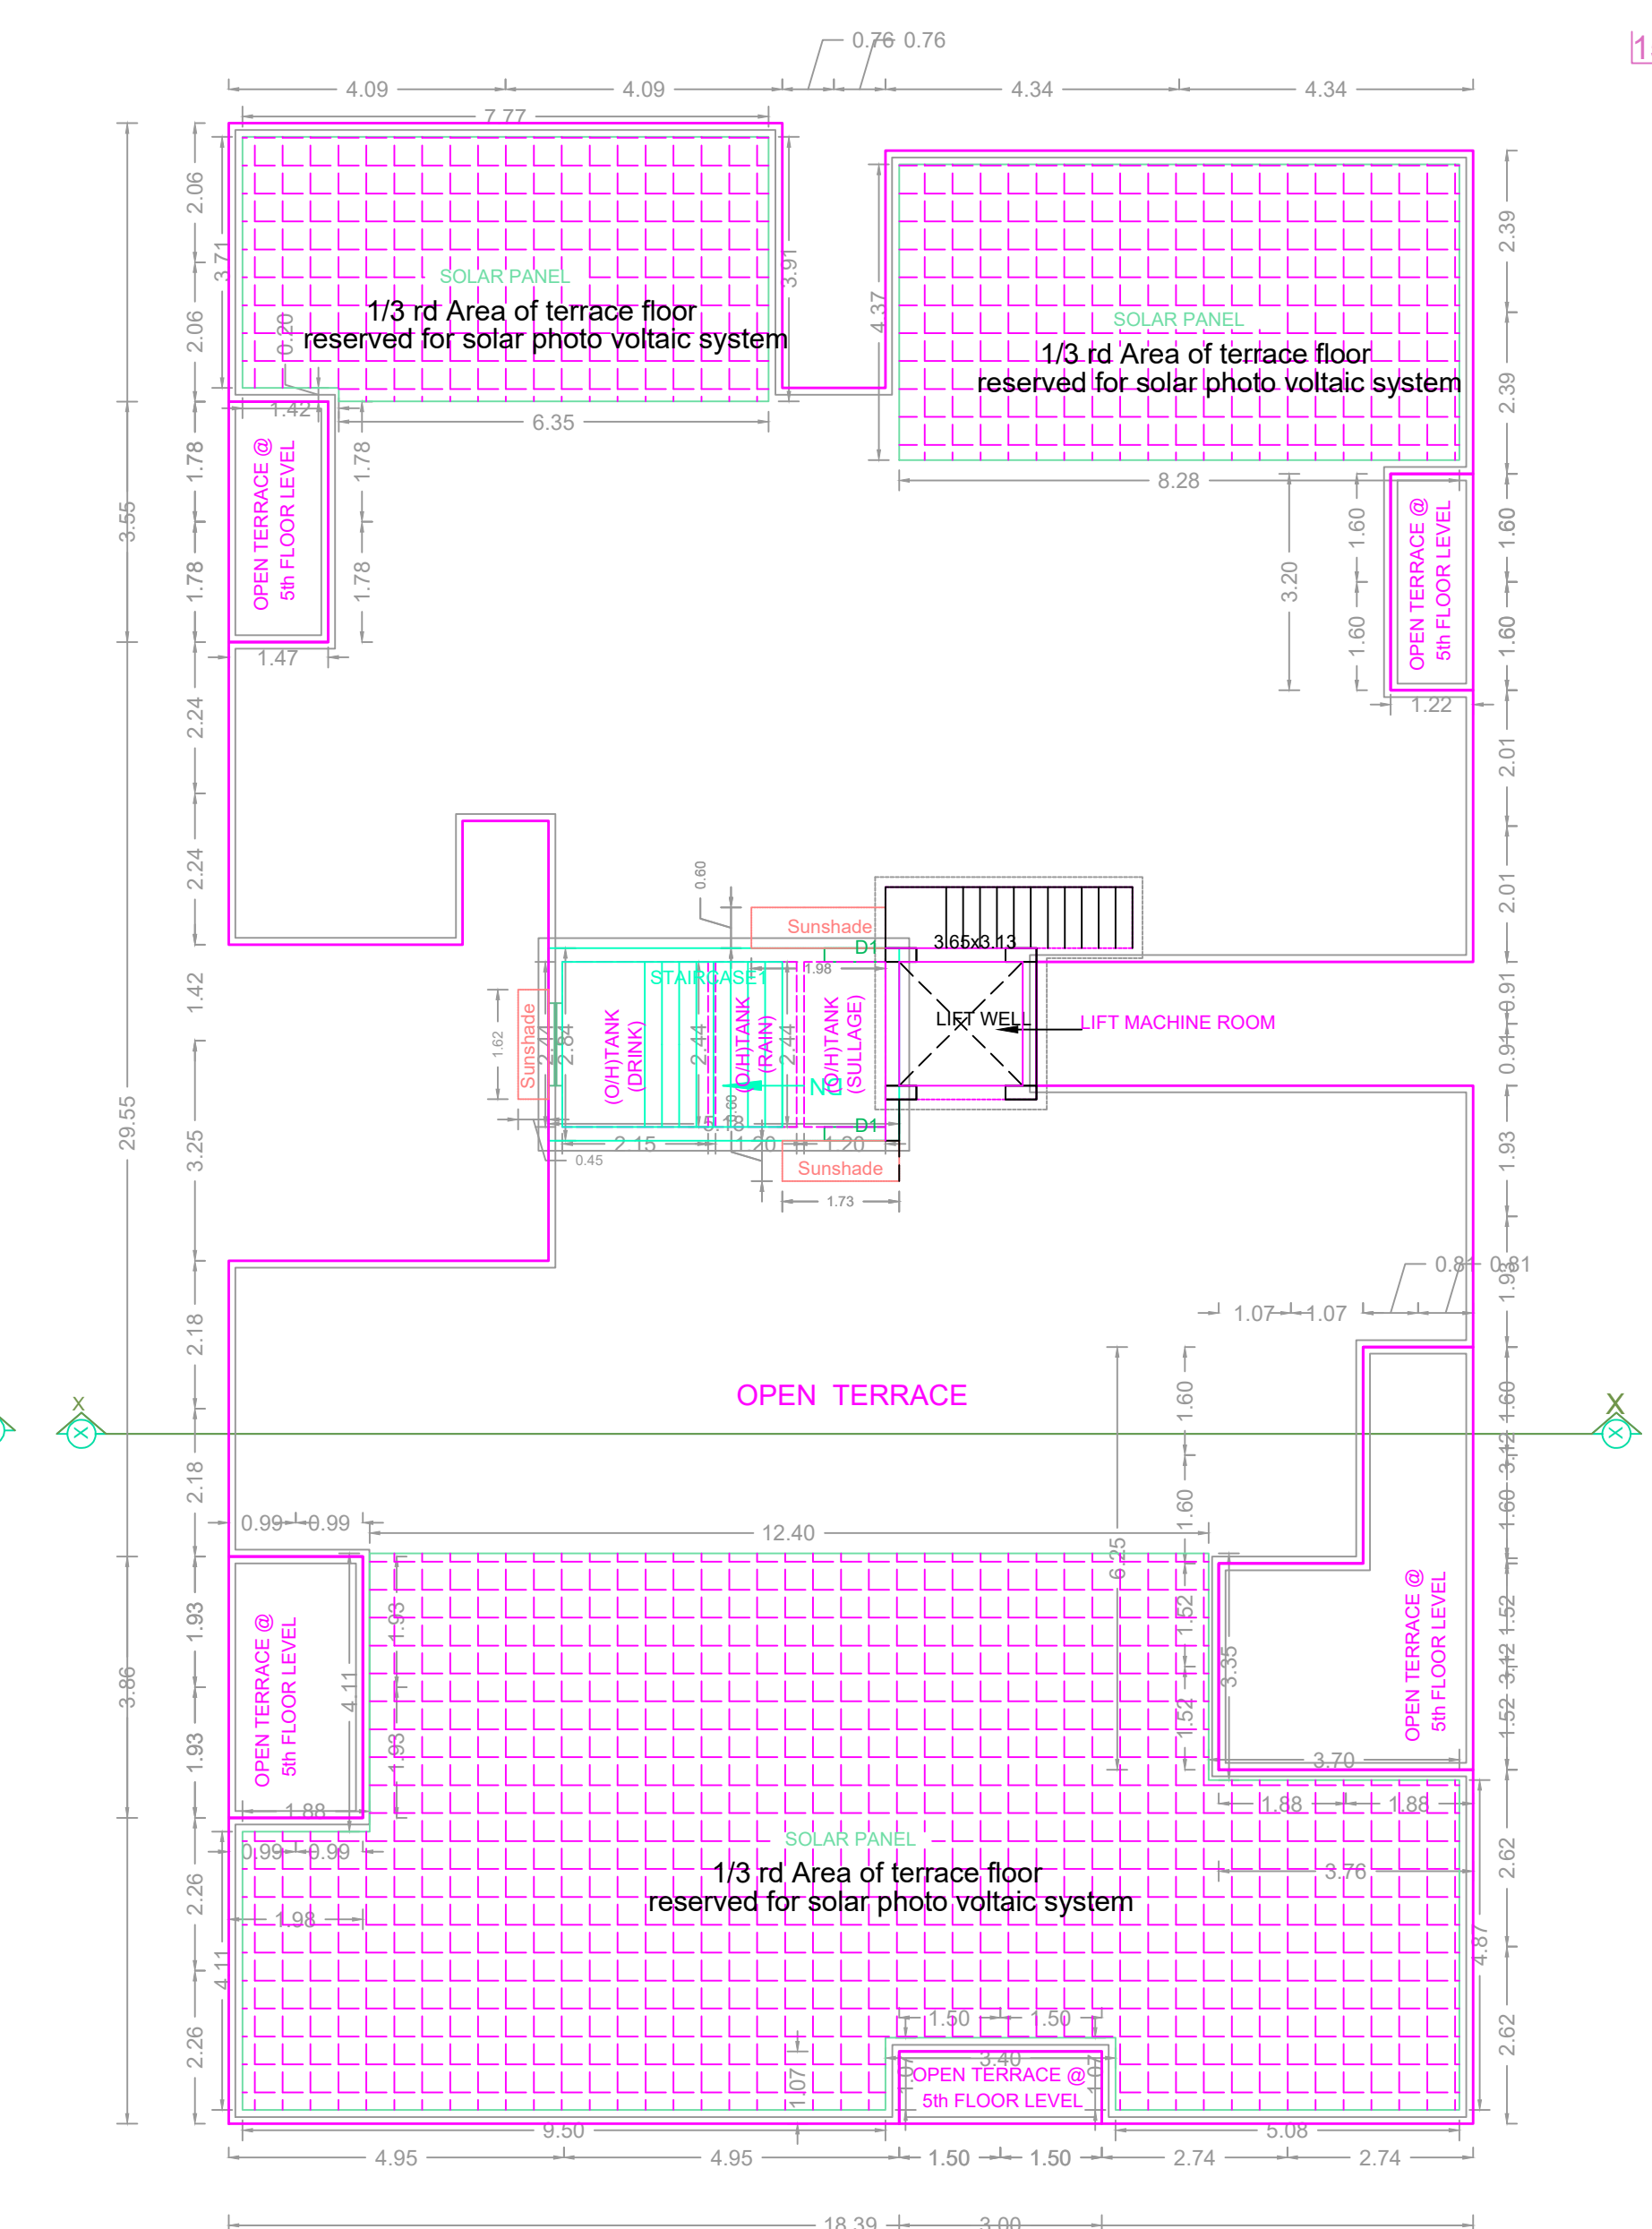 0.76 0.76
4.09 4.09 4.34 4.34
7.77
2.06
3.71
3.91
2.39
SOLAR PANEL
1/3 rd Area of terrace floor
reserved for solar photo voltaic system
4.37
SOLAR PANEL
1/3 rd Area of terrace floor
reserved for solar photo voltaic system
2.06
0.20
2.39
1.42
6.35
8.28
1.78
1.78
OPEN TERRACE @
5th FLOOR LEVEL
3.55
1.78
1.78
1.60
1.60
3.20
OPEN TERRACE @
5th FLOOR LEVEL
1.60
1.60
1.47
1.22
2.24
2.01
2.24
2.01
0.60
Sunshade
D1
3.65x3.13
1.98
STAIRCASE1
1.42
0.91
0.91
1.62
Sunshade
2.44
2.84
(O/H)TANK
(DRINK)
2.44
(O/H)TANK
(RAIN)
2.44
(O/H)TANK
(SULLAGE)
LIFT WELL
LIFT MACHINE ROOM
DN
0.60
5.18
D1
2.15 1.20 1.20
0.45
Sunshade
1.73
29.55
3.25
1.93
1.93
0.81 0.81
1.07 1.07
2.18
OPEN TERRACE
1.60
1.60
X
X
X
X
3.12
2.18
1.60
1.60
0.99 0.99
12.40
6.25
1.93
1.93
OPEN TERRACE @
5th FLOOR LEVEL
4.11
1.52
3.35
OPEN TERRACE @
5th FLOOR LEVEL
1.52
3.12
3.86
1.93
1.93
1.52
1.52
3.70
1.88
1.88 1.88
SOLAR PANEL
1/3 rd Area of terrace floor
reserved for solar photo voltaic system
0.99 0.99
3.76
2.62
2.26
1.98
4.11
4.87
1.50 1.50
2.26
2.62
3.40
1.07
1.07
OPEN TERRACE @
5th FLOOR LEVEL
9.50
5.08
4.95 4.95 1.50 1.50 2.74 2.74
18.39 3.00